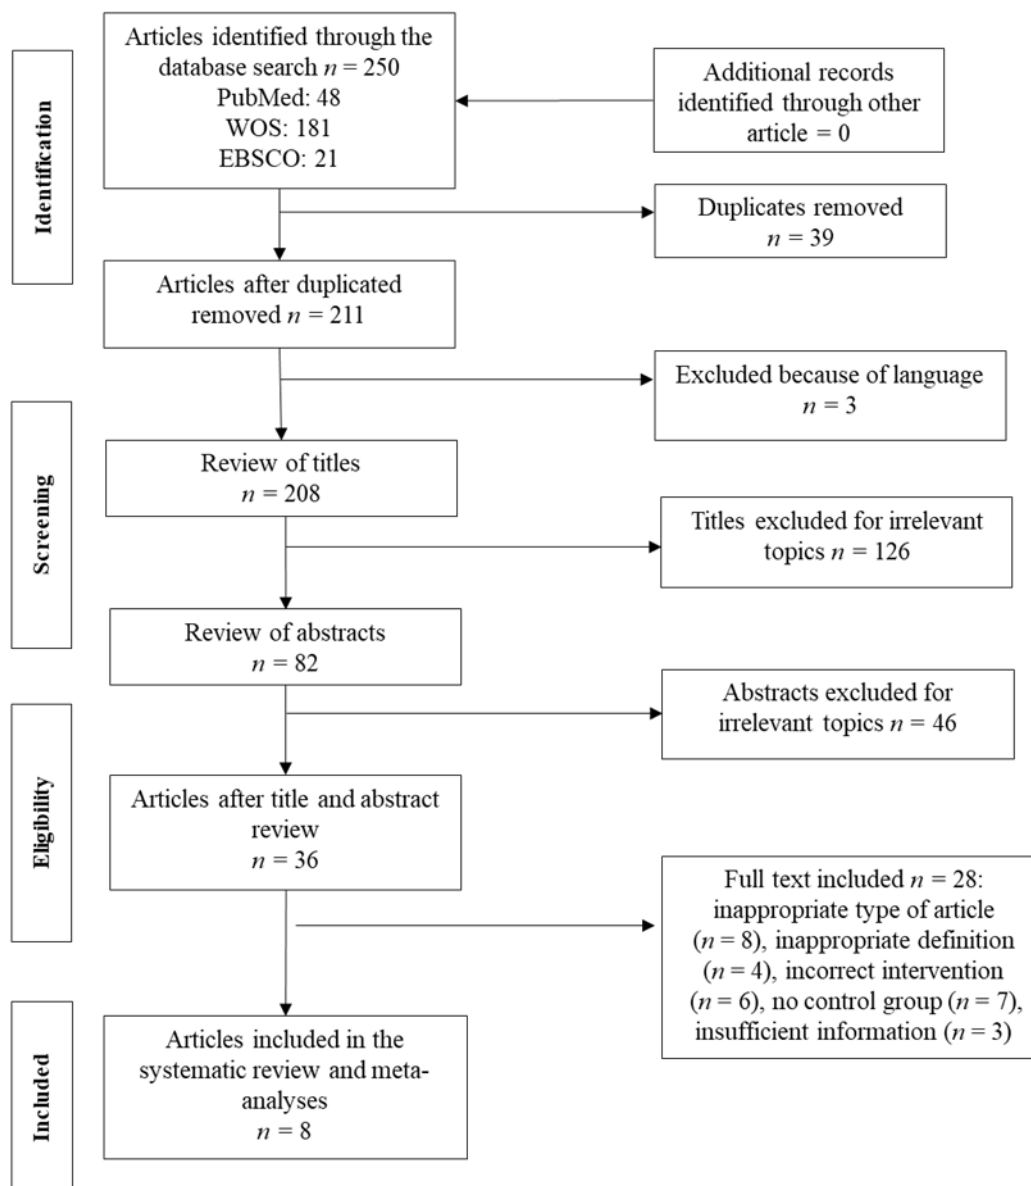 Identification
Articles identified through the
database search n = 250
PubMed: 48
WOS: 181
EBSCO: 21
Additional records
identified through other
article = 0
Duplicates removed
n = 39
Articles after duplicated
removed n = 211
Excluded because of language
n = 3
Screening
Review of titles
n = 208
Titles excluded for irrelevant
topics n = 126
Review of abstracts
n = 82
Abstracts excluded for
irrelevant topics n = 46
Eligibility
Articles after title and abstract
review
n = 36
Full text included n = 28:
inappropriate type of article
(n = 8), inappropriate definition
(n = 4), incorrect intervention
(n = 6), no control group (n = 7),
insufficient information (n = 3)
Included
Articles included in the
systematic review and meta-
analyses
n = 8